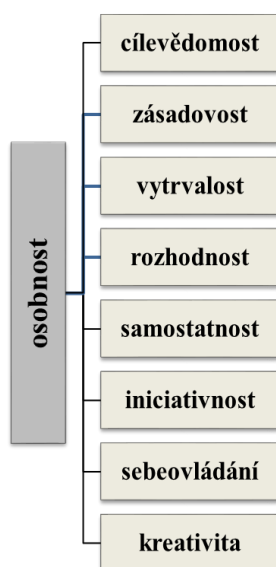 osobnost
cílevědomost
zásadovost
vytrvalost
rozhodnost
samostatnost
iniciativnost
sebeovládání
kreativita